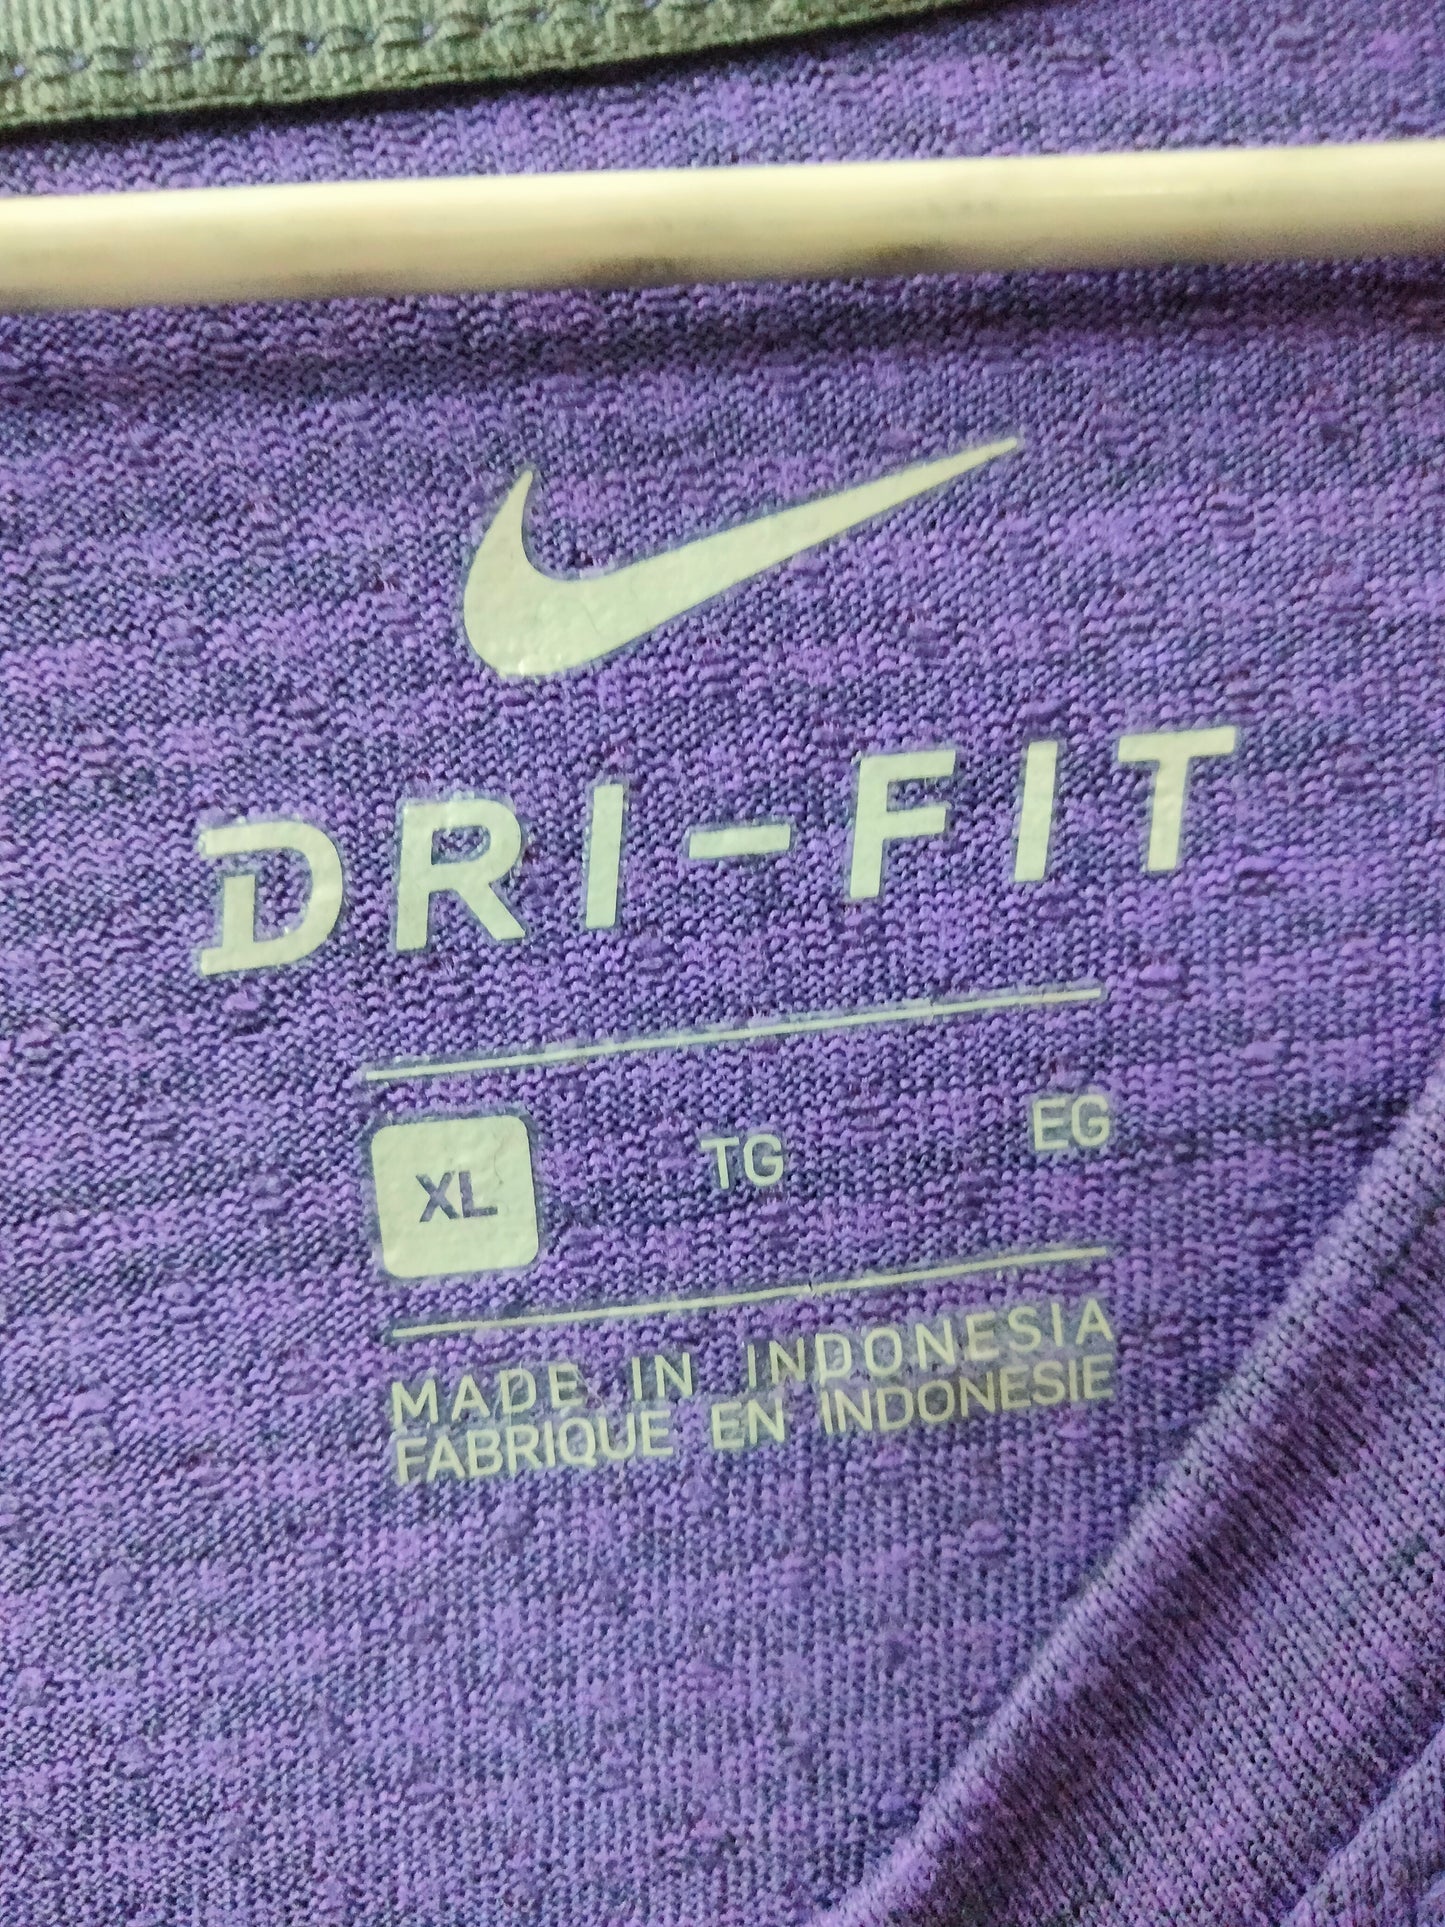 DRI-FIT
XL TG EG
MADE IN INDONESIA
FABRIQUE EN INDONESIE